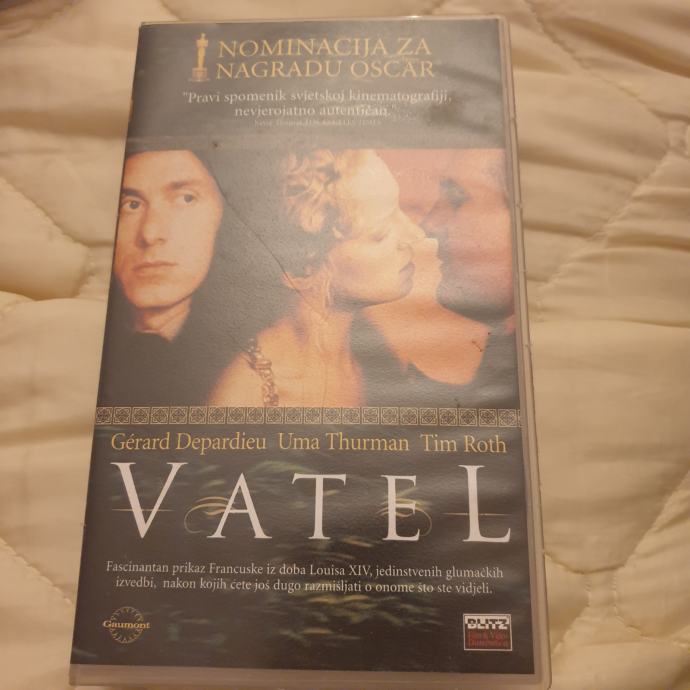 NOMINACIJA ZA
NAGRADU OSCAR
"Pravi spomenik svjetskoj kinematografiji,
nevjerojatno autentičan."
Gérard Depardieu Uma Thurman Tim Roth
VATEL
Fascinantan prikaz Francuske iz doba Louisa XIV, jedinstvenih glumačkih
izvedbi, nakon kojih ćete još dugo razmišljati o onome što ste vidjeli.
Gaumont
BLITZ
Film & Video